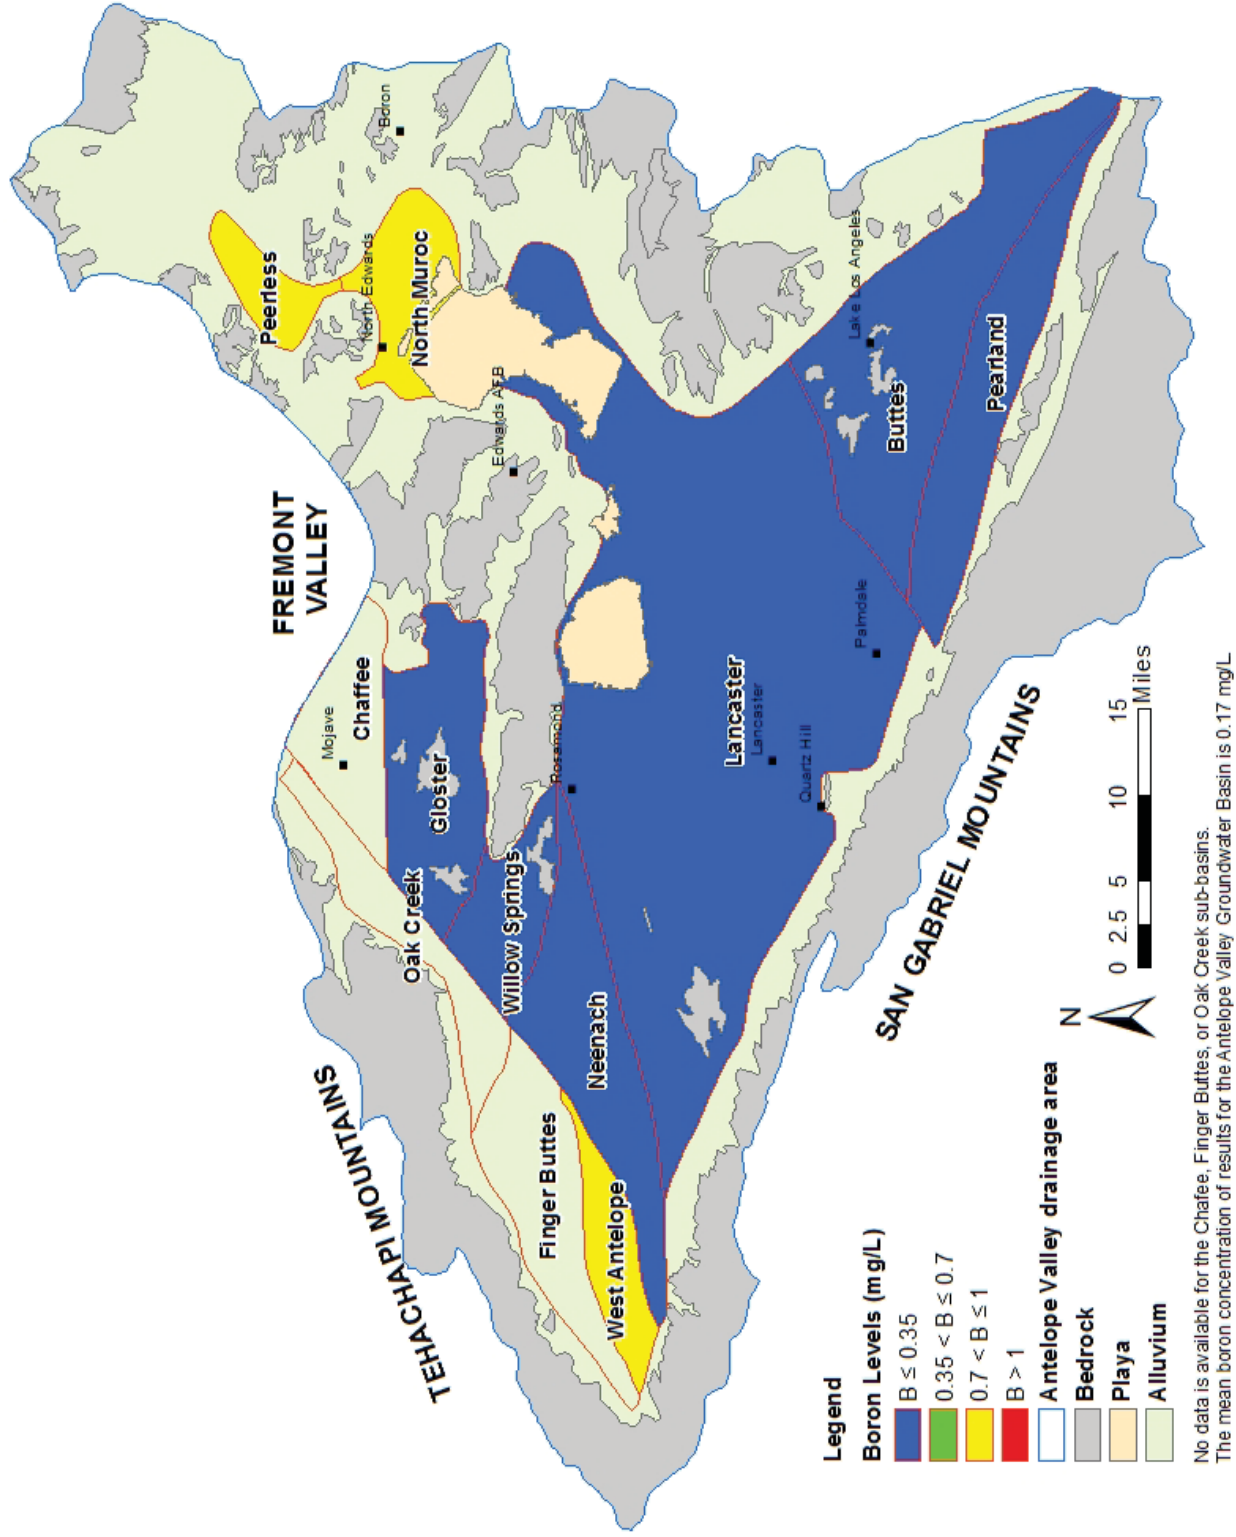 TEHACHAPI MOUNTAINS
FREMONT
VALLEY
Peerless
Boron
North Edwards
North Muroc
Edwards AFB
Mojave
Chaffee
Gloster
Oak Creek
Willow Springs
Rosamond
Finger Buttes
West Antelope
Neenach
Lancaster
Lancaster
Quartz Hill
Palmdale
Lake Los Angeles
Buttes
Pearland
SAN GABRIEL MOUNTAINS
N
0 2.5 5 10 15
Miles
Legend
Boron Levels (mg/L)
B ≤ 0.35
0.35 < B ≤ 0.7
0.7 < B ≤ 1
B > 1
Antelope Valley drainage area
Bedrock
Playa
Alluvium
No data is available for the Chafee, Finger Buttes, or Oak Creek sub-basins.
The mean boron concentration of results for the Antelope Valley Groundwater Basin is 0.17 mg/L.